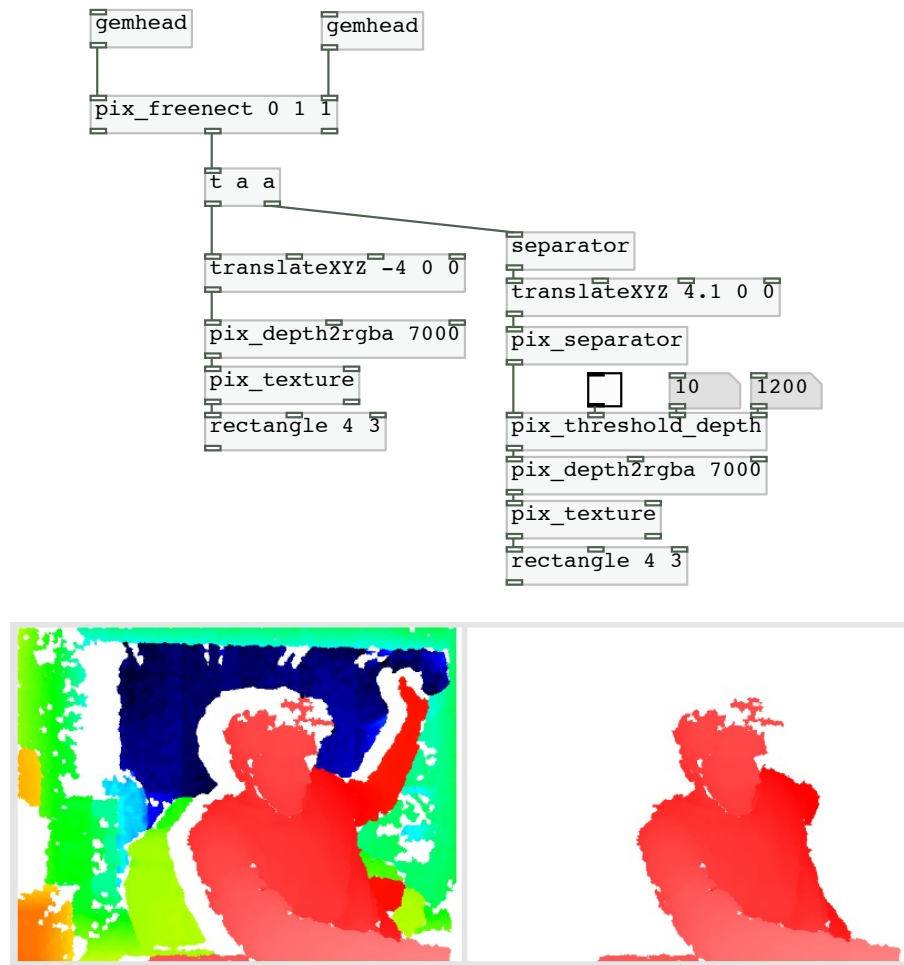 gemhead
gemhead
pix_freenect 0 1 1
t a a
separator
translateXYZ -4 0 0
translateXYZ 4.1 0 0
pix_depth2rgba 7000
pix_separator
pix_texture
10
1200
rectangle 4 3
pix_threshold_depth
pix_depth2rgba 7000
pix_texture
rectangle 4 3